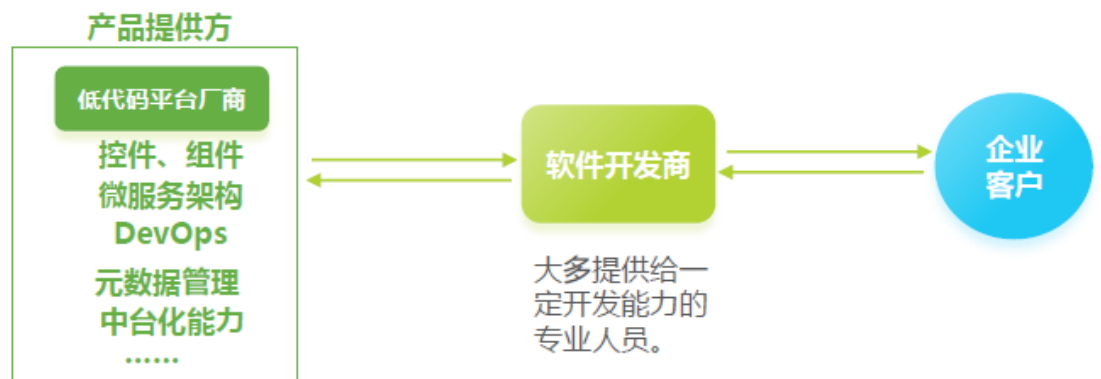 产品提供方
低代码平台厂商
控件、组件
微服务架构
DevOps
元数据管理
中台化能力
……
软件开发商
大多提供给一
定开发能力的
专业人员。
企业
客户